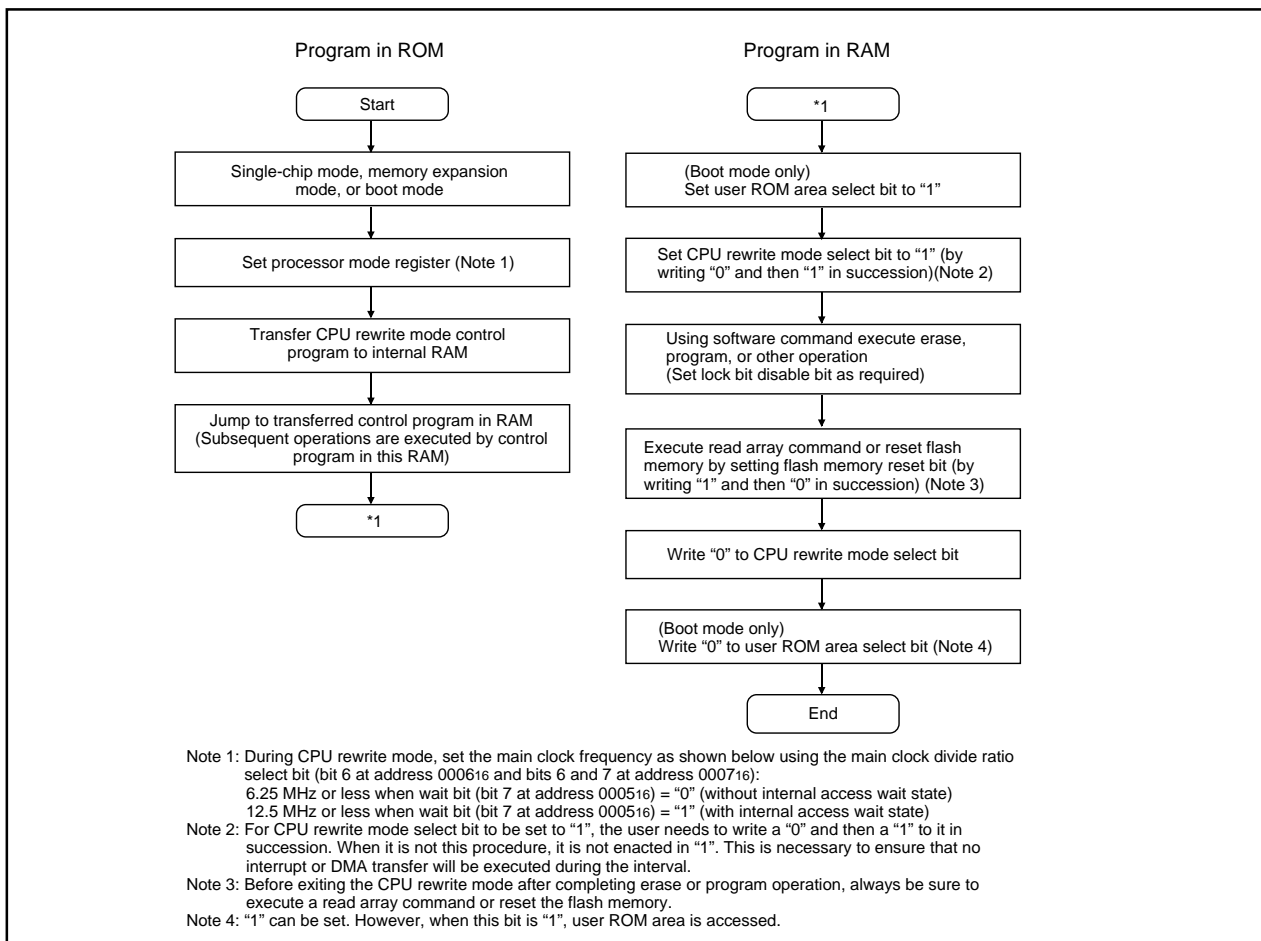 Program in ROM
Start
Single-chip mode, memory expansion
mode, or boot mode
Set processor mode register (Note 1)
Transfer CPU rewrite mode control
program to internal RAM
Jump to transferred control program in RAM
(Subsequent operations are executed by control
program in this RAM)
*1
Program in RAM
*1
(Boot mode only)
Set user ROM area select bit to “1”
Set CPU rewrite mode select bit to “1” (by
writing “0” and then “1” in succession)(Note 2)
Using software command execute erase,
program, or other operation
(Set lock bit disable bit as required)
Execute read array command or reset flash
memory by setting flash memory reset bit (by
writing “1” and then “0” in succession) (Note 3)
Write “0” to CPU rewrite mode select bit
(Boot mode only)
Write “0” to user ROM area select bit (Note 4)
End
Note 1: During CPU rewrite mode, set the main clock frequency as shown below using the main clock divide ratio
select bit (bit 6 at address 000616 and bits 6 and 7 at address 000716):
6.25 MHz or less when wait bit (bit 7 at address 000516) = “0” (without internal access wait state)
12.5 MHz or less when wait bit (bit 7 at address 000516) = “1” (with internal access wait state)
Note 2: For CPU rewrite mode select bit to be set to “1”, the user needs to write a “0” and then a “1” to it in
succession. When it is not this procedure, it is not enacted in “1”. This is necessary to ensure that no
interrupt or DMA transfer will be executed during the interval.
Note 3: Before exiting the CPU rewrite mode after completing erase or program operation, always be sure to
execute a read array command or reset the flash memory.
Note 4: “1” can be set. However, when this bit is “1”, user ROM area is accessed.